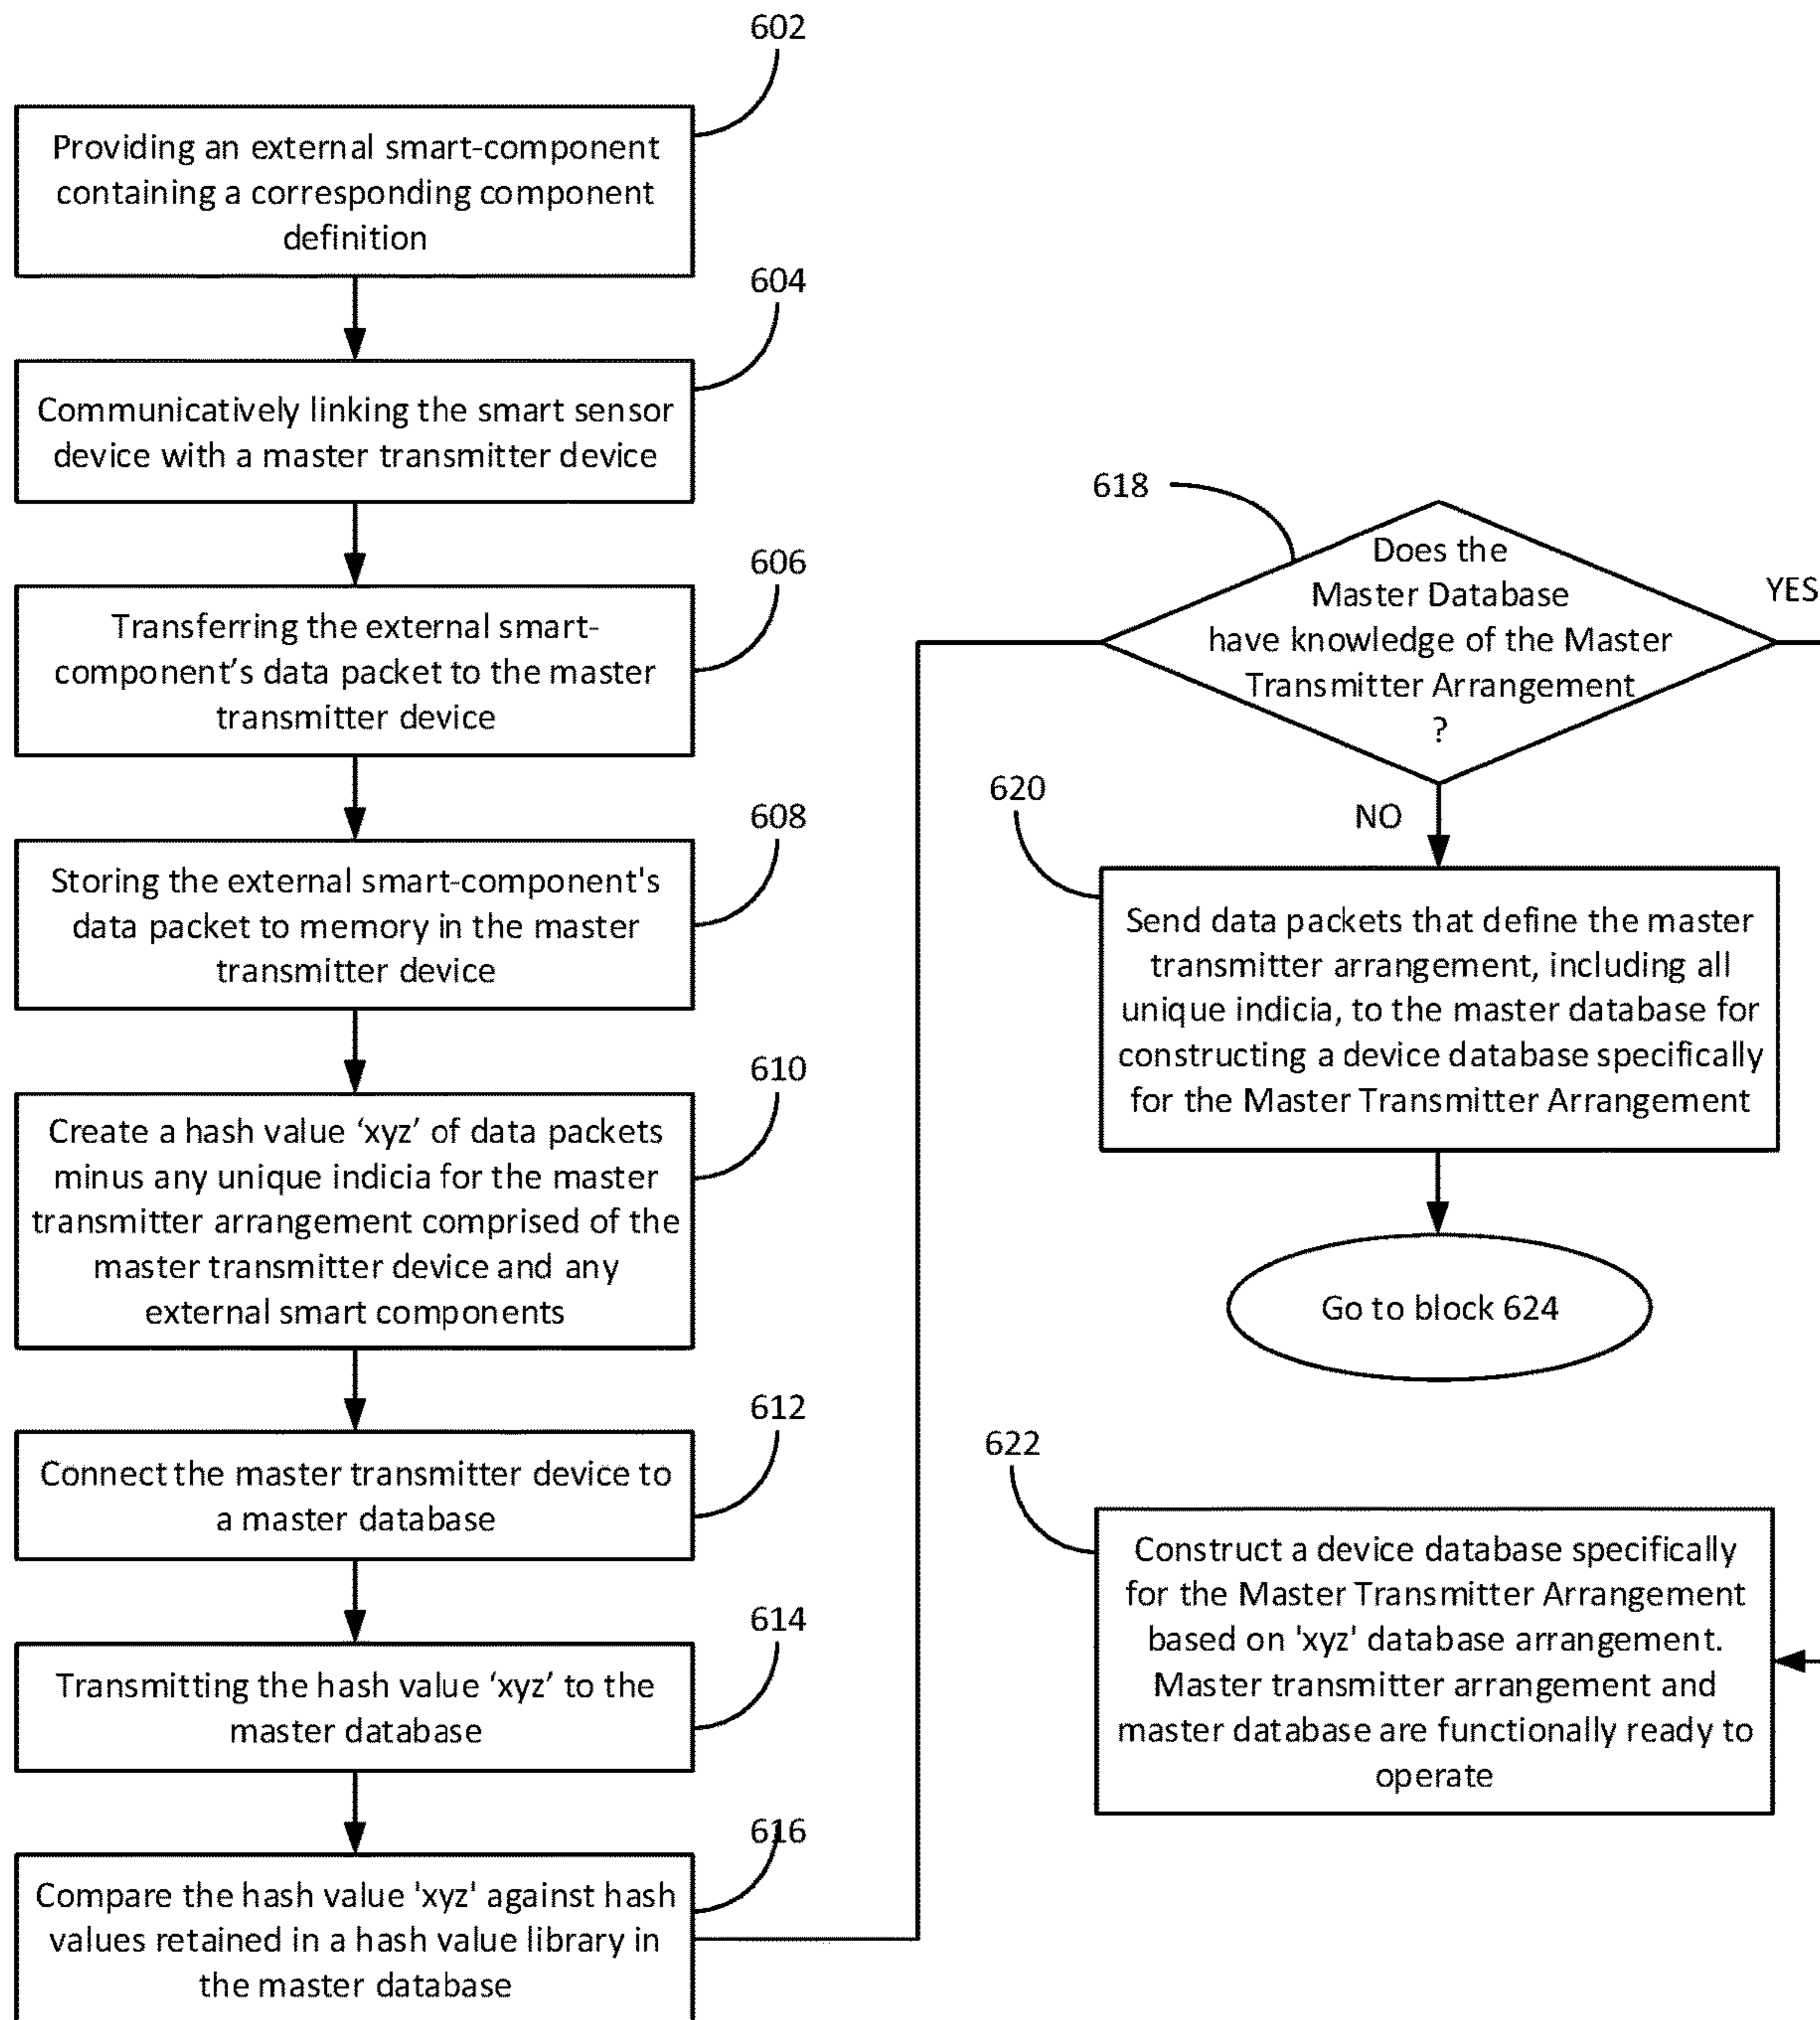 602
Providing an external smart-component
containing a corresponding component
definition
604
Communicatively linking the smart sensor
device with a master transmitter device
606
Transferring the external smart-
component’s data packet to the master
transmitter device
608
Storing the external smart-component's
data packet to memory in the master
transmitter device
610
Create a hash value ‘xyz’ of data packets
minus any unique indicia for the master
transmitter arrangement comprised of the
master transmitter device and any
external smart components
612
Connect the master transmitter device to
a master database
614
Transmitting the hash value ‘xyz’ to the
master database
616
Compare the hash value 'xyz' against hash
values retained in a hash value library in
the master database
618
Does the
Master Database
have knowledge of the Master
Transmitter Arrangement
?
YES
NO
620
Send data packets that define the master
transmitter arrangement, including all
unique indicia, to the master database for
constructing a device database specifically
for the Master Transmitter Arrangement
Go to block 624
622
Construct a device database specifically
for the Master Transmitter Arrangement
based on 'xyz' database arrangement.
Master transmitter arrangement and
master database are functionally ready to
operate